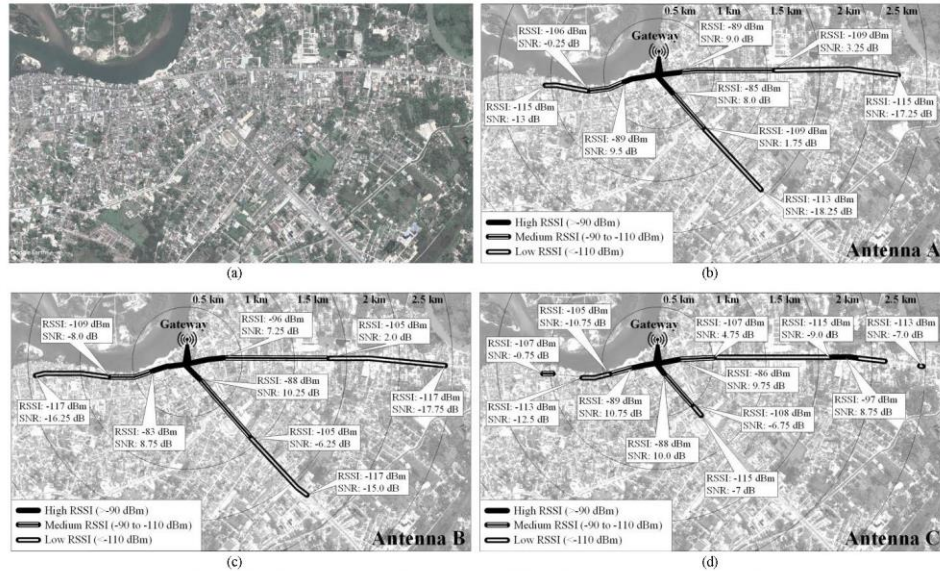 (a)
0.5 km 1 km 1.5 km 2 km 2.5 km
Gateway
RSSI: -106 dBm
SNR: -0.25 dB
RSSI: -89 dBm
SNR: 9.0 dB
RSSI: -109 dBm
SNR: 3.25 dB
RSSI: -115 dBm
SNR: -13 dB
RSSI: -89 dBm
SNR: 9.5 dB
RSSI: -85 dBm
SNR: 8.0 dB
RSSI: -115 dBm
SNR: -17.25 dB
RSSI: -109 dBm
SNR: 1.75 dB
RSSI: -113 dBm
SNR: -18.25 dB
High RSSI (>-90 dBm)
Medium RSSI (-90 to -110 dBm)
Low RSSI (<-110 dBm)
Antenna A
(b)
0.5 km 1 km 1.5 km 2 km 2.5 km
Gateway
RSSI: -109 dBm
SNR: -8.0 dB
RSSI: -96 dBm
SNR: 7.25 dB
RSSI: -105 dBm
SNR: 2.0 dB
RSSI: -117 dBm
SNR: -16.25 dB
RSSI: -83 dBm
SNR: 8.75 dB
RSSI: -88 dBm
SNR: 10.25 dB
RSSI: -117 dBm
SNR: -17.75 dB
RSSI: -105 dBm
SNR: -6.25 dB
RSSI: -117 dBm
SNR: -15.0 dB
High RSSI (>-90 dBm)
Medium RSSI (-90 to -110 dBm)
Low RSSI (<-110 dBm)
Antenna B
(c)
0.5 km 1 km 1.5 km 2 km 2.5 km
Gateway
RSSI: -105 dBm
SNR: -10.75 dB
RSSI: -107 dBm
SNR: -0.75 dB
RSSI: -107 dBm
SNR: 4.75 dB
RSSI: -115 dBm
SNR: -9.0 dB
RSSI: -113 dBm
SNR: -7.0 dB
RSSI: -113 dBm
SNR: -12.5 dB
RSSI: -89 dBm
SNR: 10.75 dB
RSSI: -86 dBm
SNR: 9.75 dB
RSSI: -97 dBm
SNR: 8.75 dB
RSSI: -88 dBm
SNR: 10.0 dB
RSSI: -108 dBm
SNR: -6.75 dB
RSSI: -115 dBm
SNR: -7 dB
High RSSI (>-90 dBm)
Medium RSSI (-90 to -110 dBm)
Low RSSI (<-110 dBm)
Antenna C
(d)